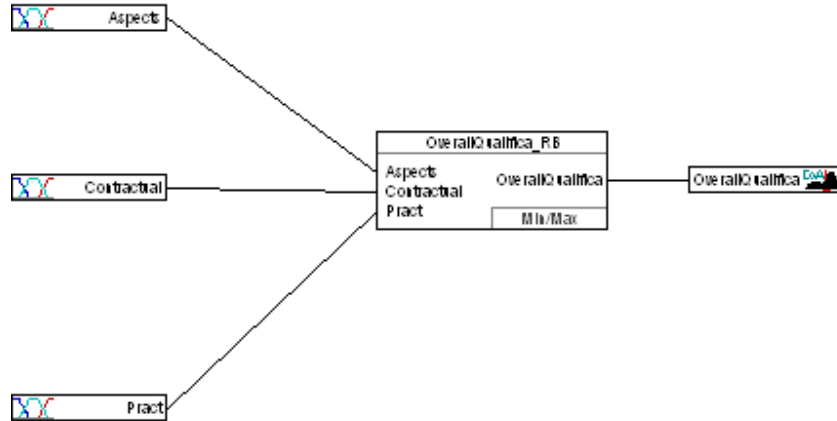 Aspects
OverallQualifica_RB
Aspects
Contractual
Pract
OverallQualifica
Min/Max
Contractual
OverallQualifica
Pract